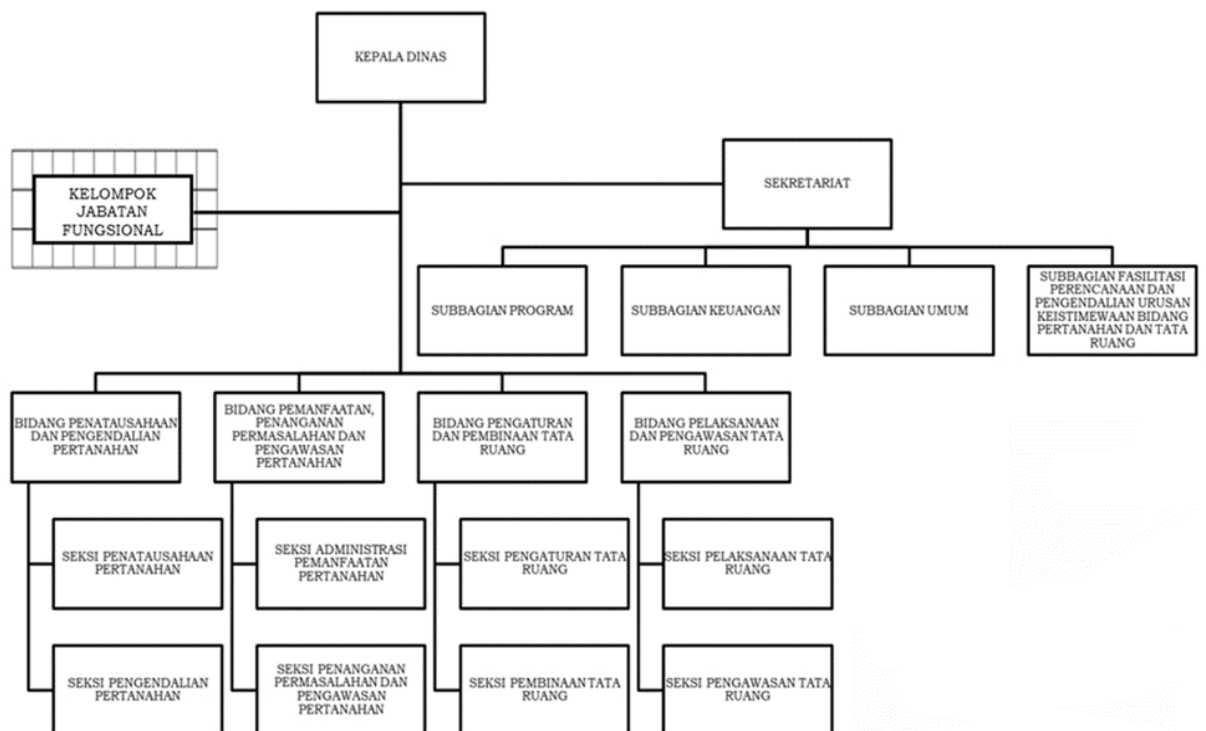 KEPALA DINAS
KELOMPOK
JABATAN
FUNGSIONAL
SEKRETARIAT
SUBBAGIAN PROGRAM
SUBBAGIAN KEUANGAN
SUBBAGIAN UMUM
SUBBAGIAN FASILITASI
PERENCANAAN DAN
PENGENDALIAN URUSAN
KEISTIMEWAAN BIDANG
PERTANAHAN DAN TATA
RUANG
BIDANG PENATAUSAHAAN
DAN PENGENDALIAN
PERTANAHAN
BIDANG PEMANFAATAN,
PENANGANAN
PERMASALAHAN DAN
PENGAWASAN
PERTANAHAN
BIDANG PENGATURAN
DAN PEMBINAAN TATA
RUANG
BIDANG PELAKSANAAN
DAN PENGAWASAN TATA
RUANG
SEKSI PENATAUSAHAAN
PERTANAHAN
SEKSI ADMINISTRASI
PEMANFAATAN
PERTANAHAN
SEKSI PENGATURAN TATA
RUANG
SEKSI PELAKSANAAN TATA
RUANG
SEKSI PENGENDALIAN
PERTANAHAN
SEKSI PENANGANAN
PERMASALAHAN DAN
PENGAWASAN
PERTANAHAN
SEKSI PEMBINAAN TATA
RUANG
SEKSI PENGAWASAN TATA
RUANG